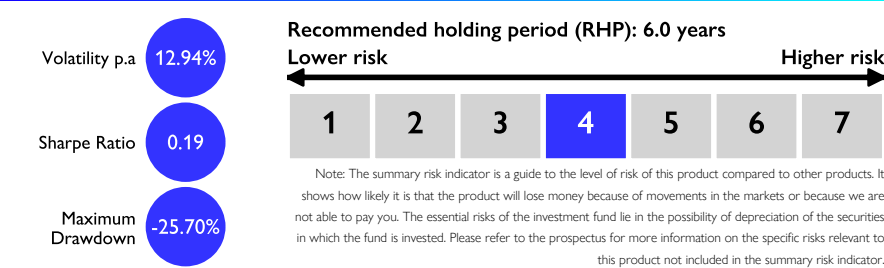 Volatility p.a
12.94%
Sharpe Ratio
0.19
Maximum
Drawdown
-25.70%
Recommended holding period (RHP): 6.0 years
Lower risk
Higher risk
1 2 3 4 5 6 7
Note: The summary risk indicator is a guide to the level of risk of this product compared to other products. It
shows how likely it is that the product will lose money because of movements in the markets or because we are
not able to pay you. The essential risks of the investment fund lie in the possibility of depreciation of the securities
in which the fund is invested. Please refer to the prospectus for more information on the specific risks relevant to
this product not included in the summary risk indicator.